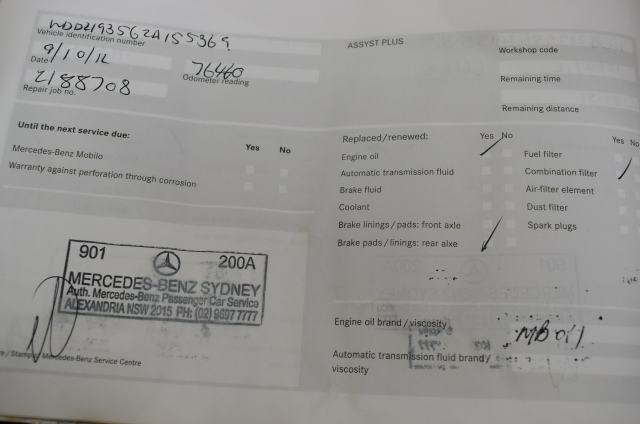 WDD2193562A155369
Vehicle identification number
9/10/12
Date
76460
Odometer reading
2188708
Repair job no.
Until the next service due:
Yes No
Mercedes-Benz Mobilo
Warranty against perforation through corrosion
901 200A
MERCEDES-BENZ SYDNEY
Auth. Mercedes-Benz Passenger Car Service
ALEXANDRIA NSW 2015 PH: (02) 9697 7777
/ Stamp Mercedes-Benz Service Centre
ASSYST PLUS
Workshop code
Remaining time
Remaining distance
Replaced/renewed: Yes No
Yes No
Engine oil
Fuel filter
Automatic transmission fluid
Combination filter
Brake fluid
Air-filter element
Coolant
Dust filter
Brake linings/pads: front axle
Spark plugs
Brake pads/linings: rear alxe
Engine oil brand/viscosity
MB Oil
Automatic transmission fluid brand/
viscosity